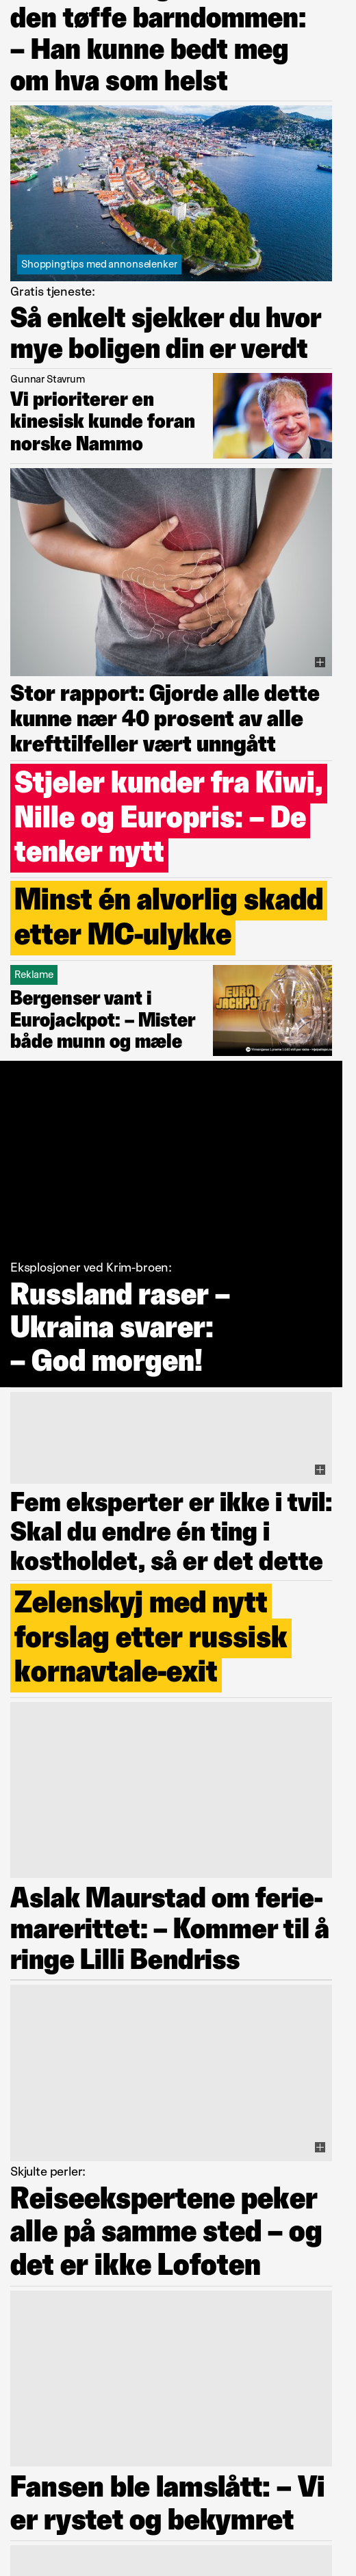 den tøffe barndommen:
– Han kunne bedt meg
om hva som helst
Shoppingtips med annonselenker
Gratis tjeneste:
Så enkelt sjekker du hvor
mye boligen din er verdt
Gunnar Stavrum
Vi prioriterer en
kinesisk kunde foran
norske Nammo
Stor rapport: Gjorde alle dette
kunne nær 40 prosent av alle
krefttilfeller vært unngått
Stjeler kunder fra Kiwi,
Nille og Europris: – De
tenker nytt
Minst én alvorlig skadd
etter MC-ulykke
Reklame
Bergenser vant i
Eurojackpot: – Mister
både munn og mæle
EURO
JACKPOT
Eksplosjoner ved Krim-broen:
Russland raser –
Ukraina svarer:
– God morgen!
Fem eksperter er ikke i tvil:
Skal du endre én ting i
kostholdet, så er det dette
Zelenskyj med nytt
forslag etter russisk
kornavtale-exit
Aslak Maurstad om ferie-
marerittet: – Kommer til å
ringe Lilli Bendriss
Skjulte perler:
Reiseekspertene peker
alle på samme sted – og
det er ikke Lofoten
Fansen ble lamslått: – Vi
er rystet og bekymret